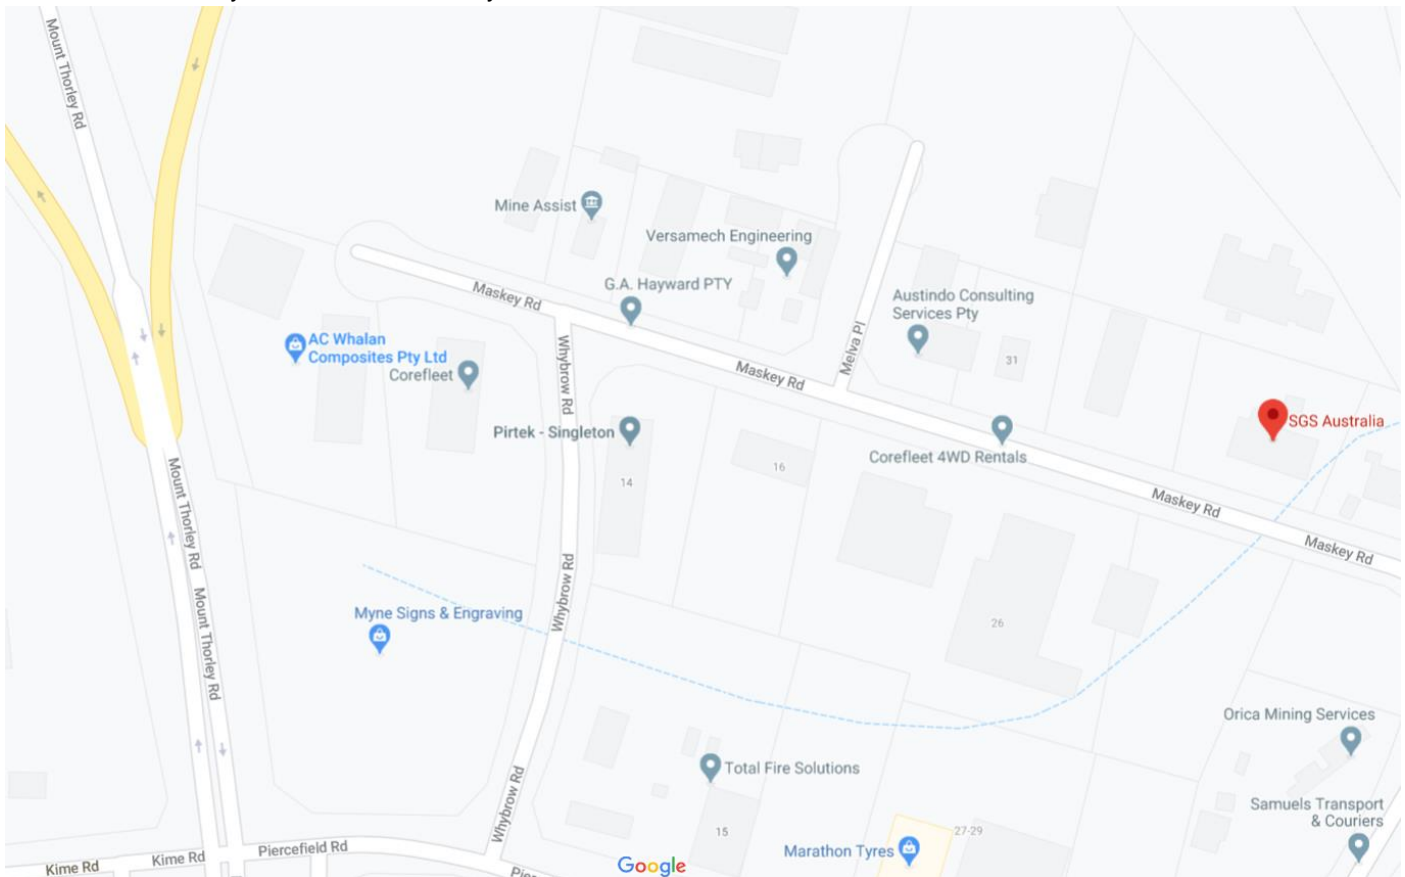 Mount Thorley Rd
Mine Assist
Versamech Engineering
G.A. Hayward PTY
Maskey Rd
Austindo Consulting
Services Pty
AC Whalan
Composites Pty Ltd
Corefleet
Whybrow Rd
Maskey Rd
Melva Pl
31
SGS Australia
Pirtek - Singleton
14
16
Corefleet 4WD Rentals
Maskey Rd
Maskey Rd
Mount Thorley Rd
Mount Thorley Rd
Whybrow Rd
Myne Signs & Engraving
26
Orica Mining Services
Total Fire Solutions
Whybrow Rd
15
Samuels Transport
& Couriers
27-29
Marathon Tyres
Piercefield Rd
Kime Rd
Kime Rd
Google